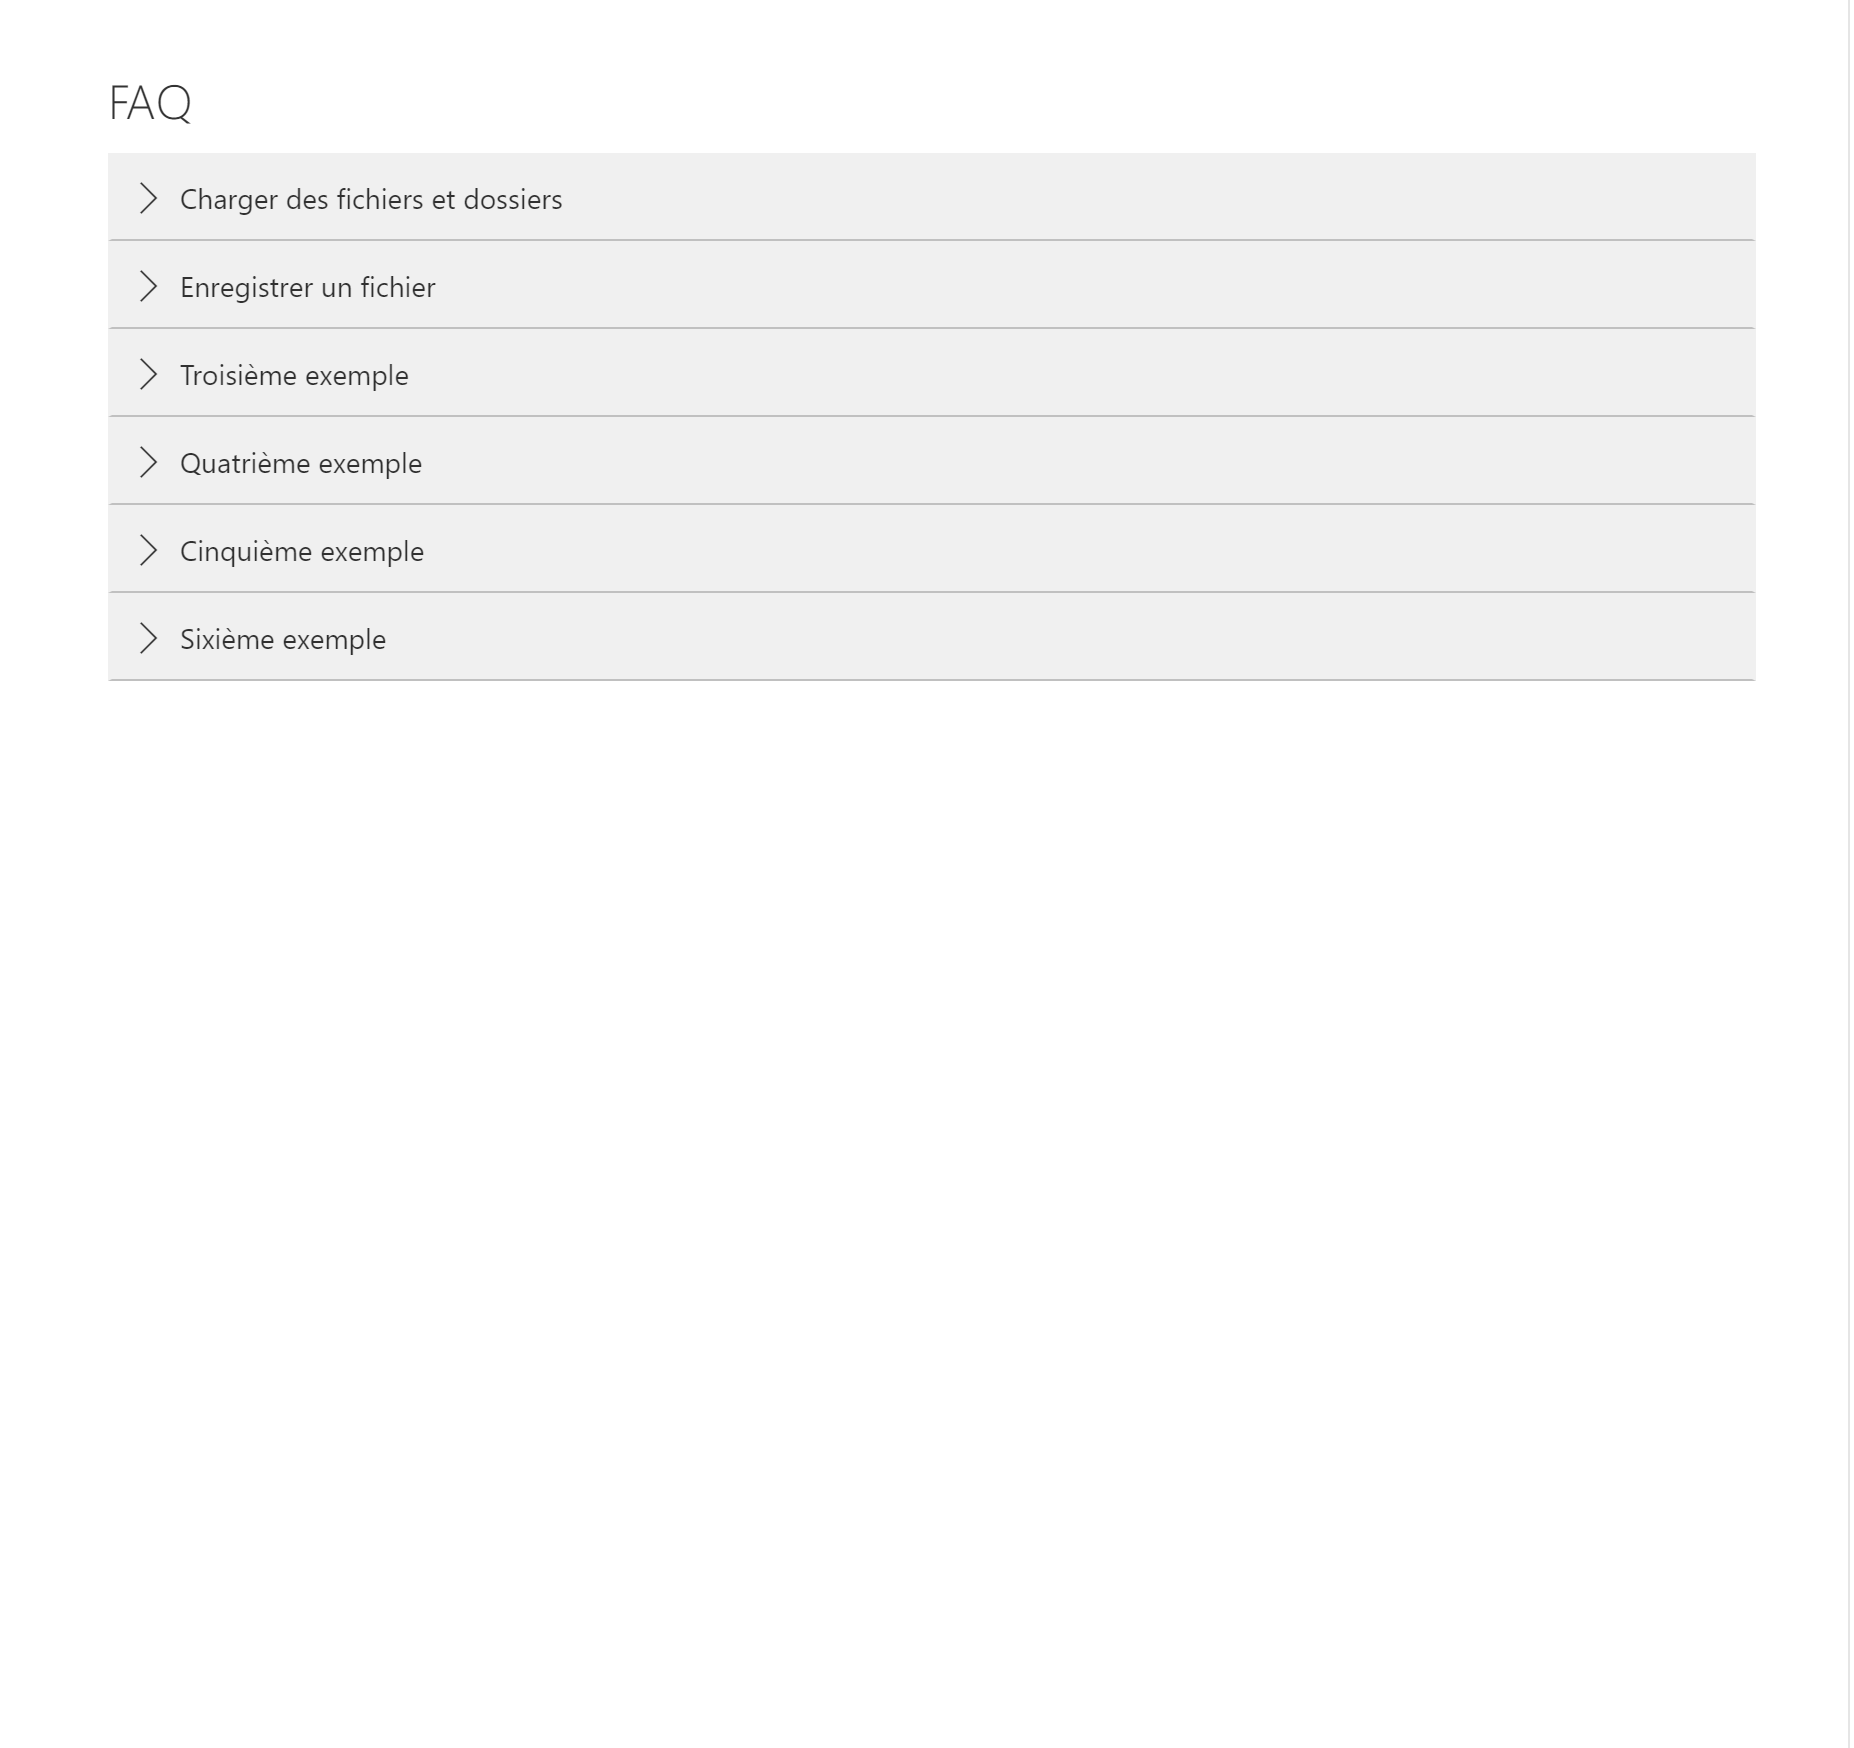 FAQ
Charger des fichiers et dossiers
Enregistrer un fichier
Troisième exemple
Quatrième exemple
Cinquième exemple
Sixième exemple